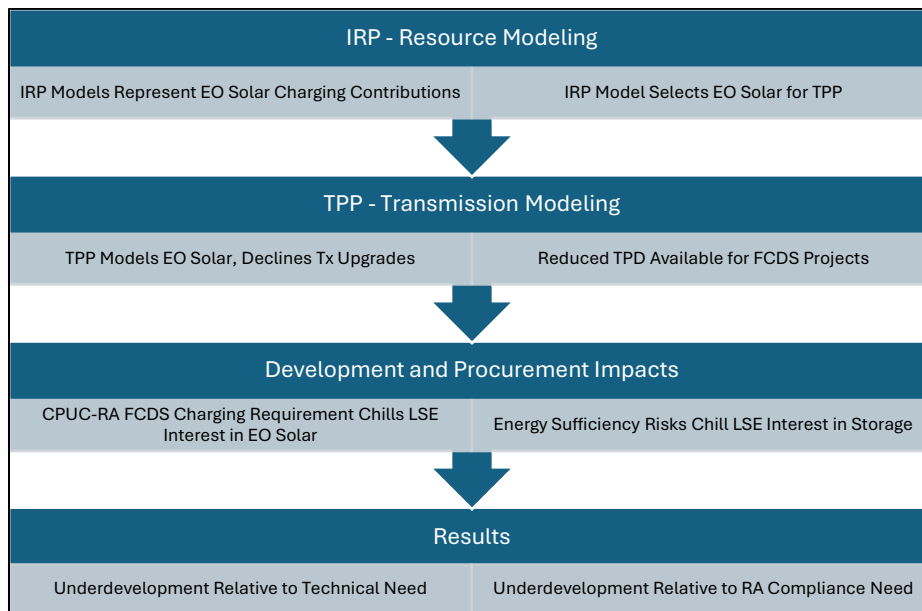 IRP - Resource Modeling
IRP Models Represent EO Solar Charging Contributions
IRP Model Selects EO Solar for TPP
TPP - Transmission Modeling
TPP Models EO Solar, Declines Tx Upgrades
Reduced TPD Available for FCDS Projects
Development and Procurement Impacts
CPUC-RA FCDS Charging Requirement Chills LSE
Interest in EO Solar
Energy Sufficiency Risks Chill LSE Interest in Storage
Results
Underdevelopment Relative to Technical Need
Underdevelopment Relative to RA Compliance Need